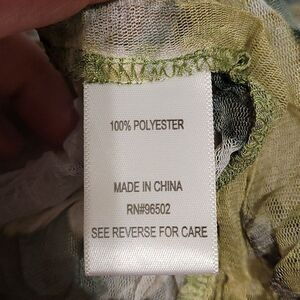 100% POLYESTER
MADE IN CHINA
RN#96502
SEE REVERSE FOR CARE